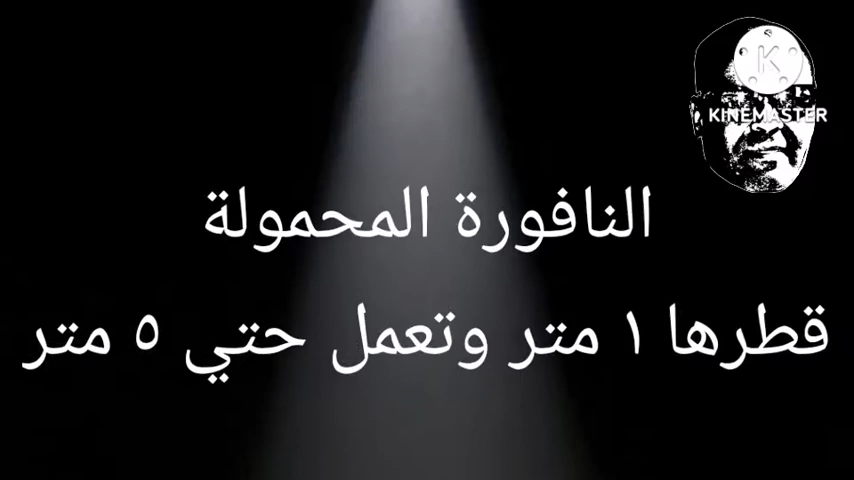 KINEMASTER
النافورة المحمولة
قطرها ١ متر وتعمل حتي ٥ متر